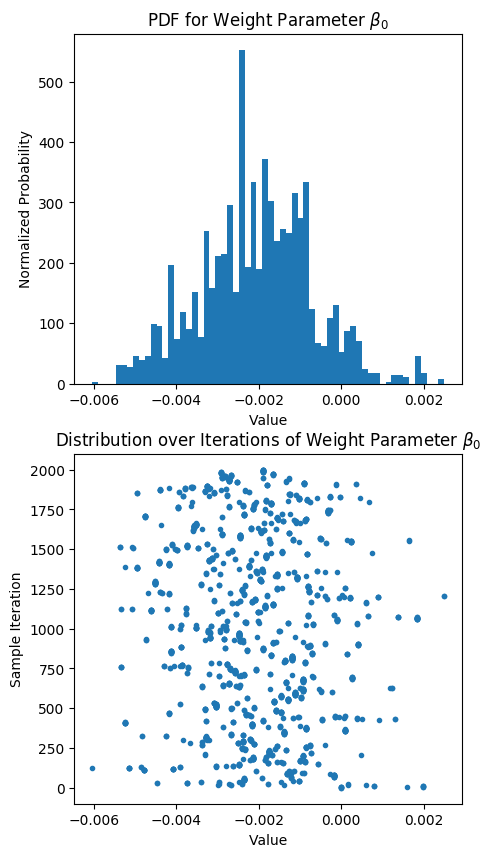 PDF for Weight Parameter β₀
500
400
300
200
100
0
Normalized Probability
−0.006 −0.004 −0.002 0.000 0.002
Value
Distribution over Iterations of Weight Parameter β₀
2000
1750
1500
1250
1000
750
500
250
0
Sample Iteration
−0.006 −0.004 −0.002 0.000 0.002
Value